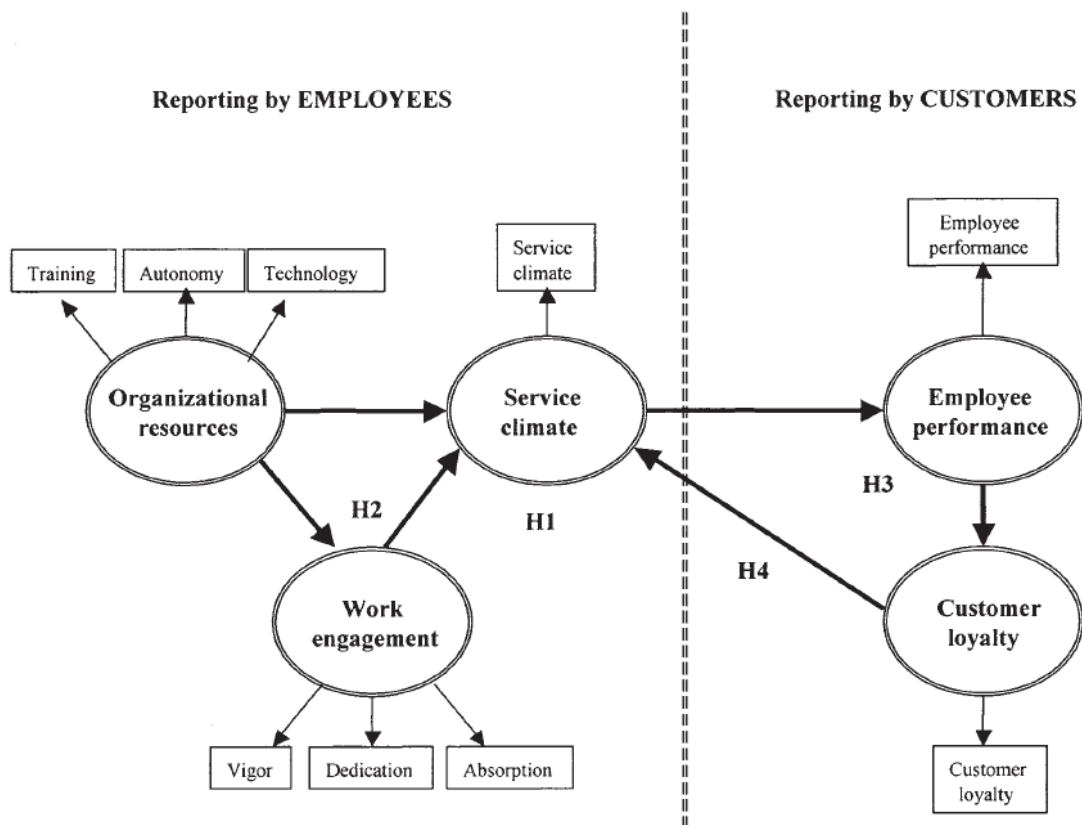 Reporting by EMPLOYEES
Reporting by CUSTOMERS
Training
Autonomy
Technology
Service
climate
Employee
performance
Organizational
resources
Service
climate
Employee
performance
H2
H1
H3
H4
Work
engagement
Customer
loyalty
Vigor
Dedication
Absorption
Customer
loyalty